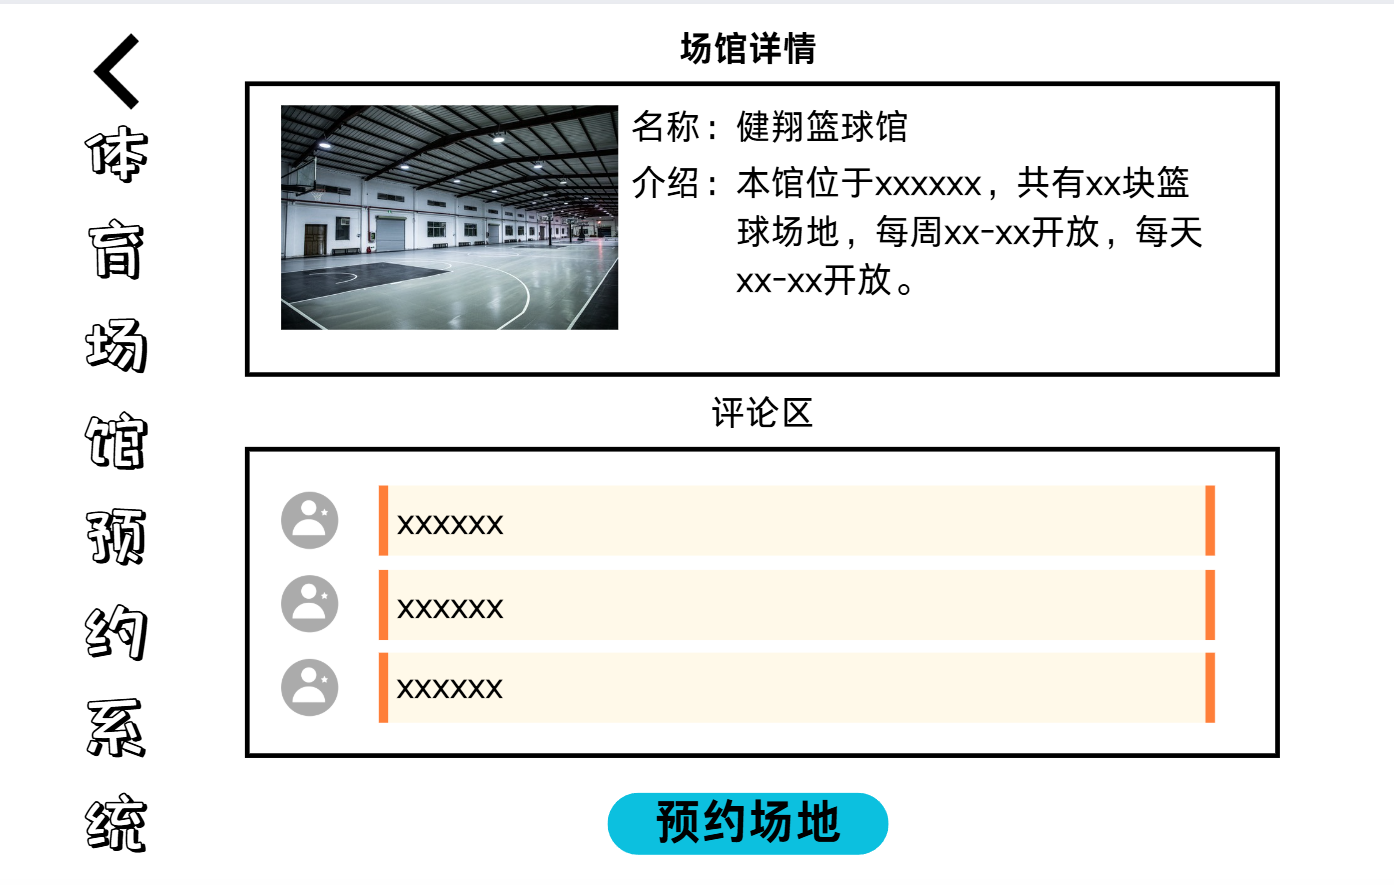 体育场馆预约系统
场馆详情
名称：健翔篮球馆
介绍：本馆位于xxxxxx，共有xx块篮
球场地，每周xx-xx开放，每天
xx-xx开放。
评论区
xxxxxx
xxxxxx
xxxxxx
预约场地